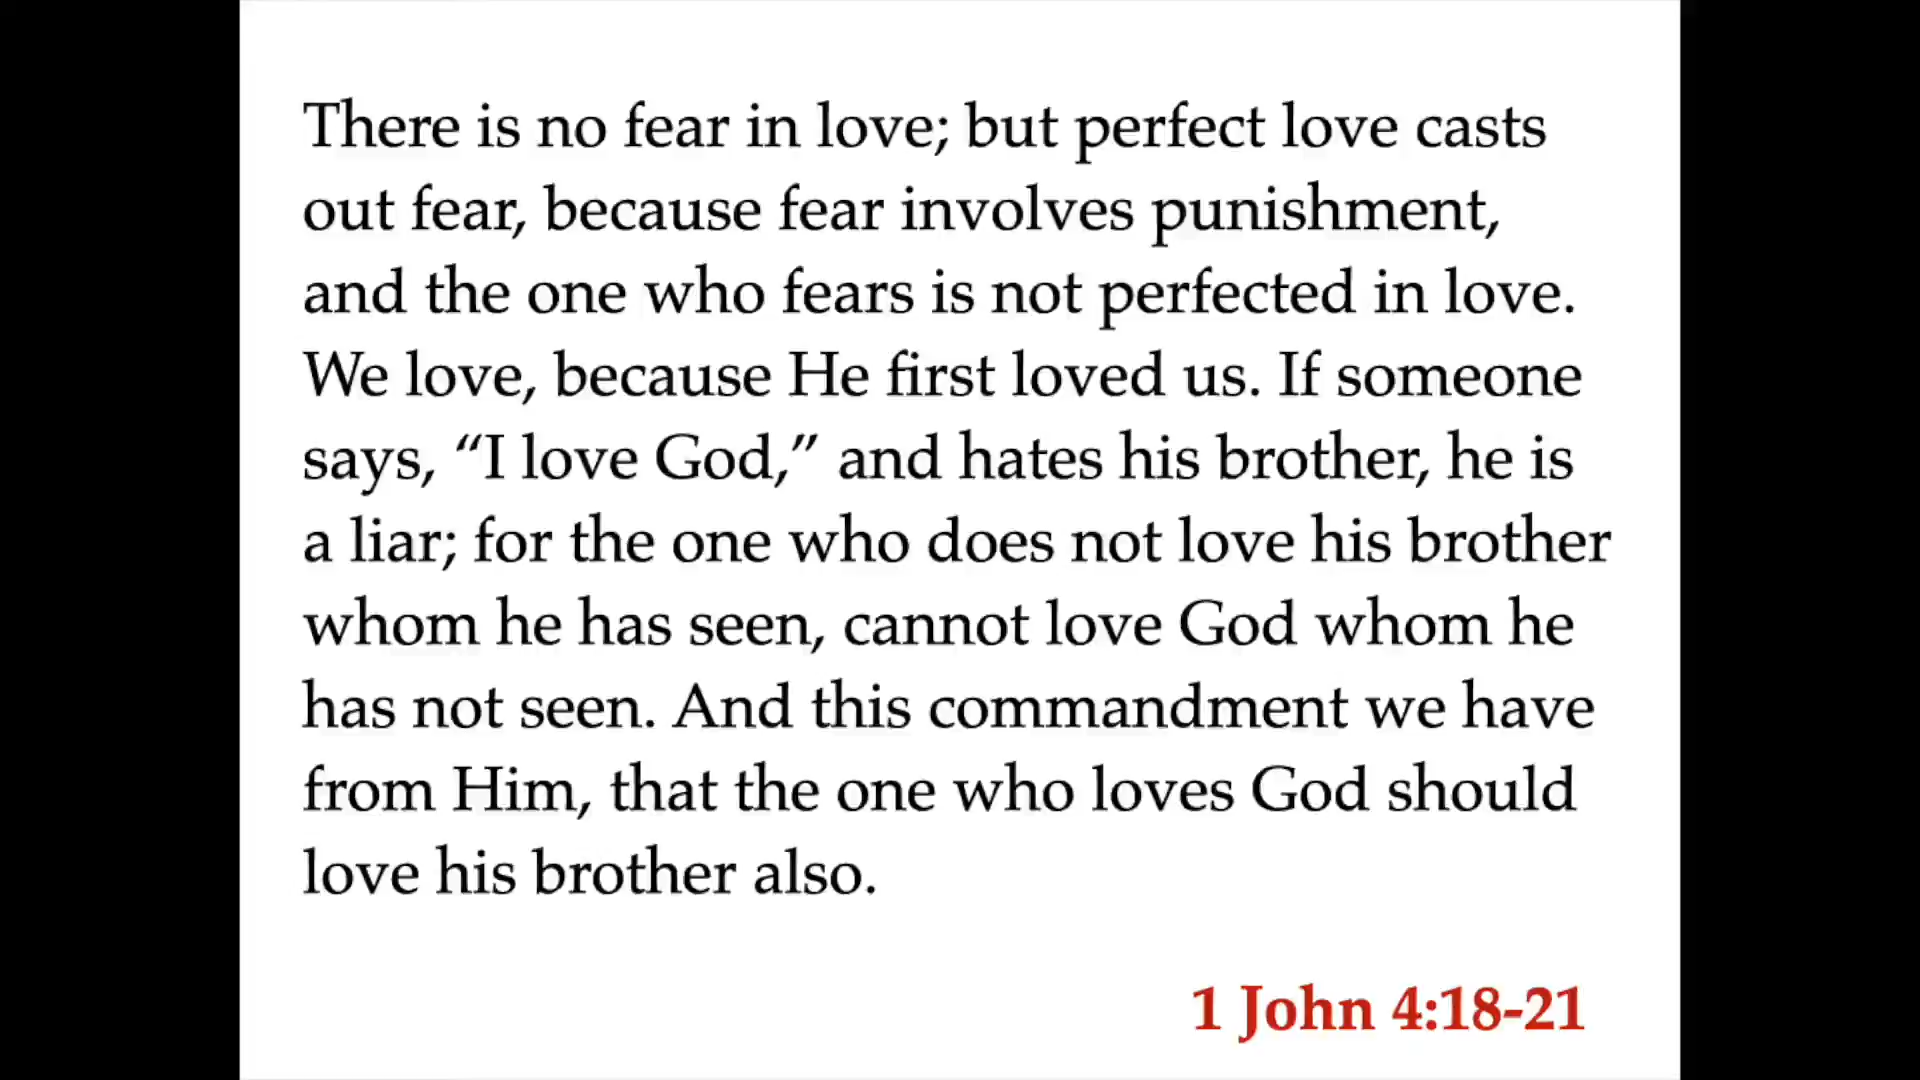 There is no fear in love; but perfect love casts
out fear, because fear involves punishment,
and the one who fears is not perfected in love.
We love, because He first loved us. If someone
says, “I love God,” and hates his brother, he is
a liar; for the one who does not love his brother
whom he has seen, cannot love God whom he
has not seen. And this commandment we have
from Him, that the one who loves God should
love his brother also.
1 John 4:18-21